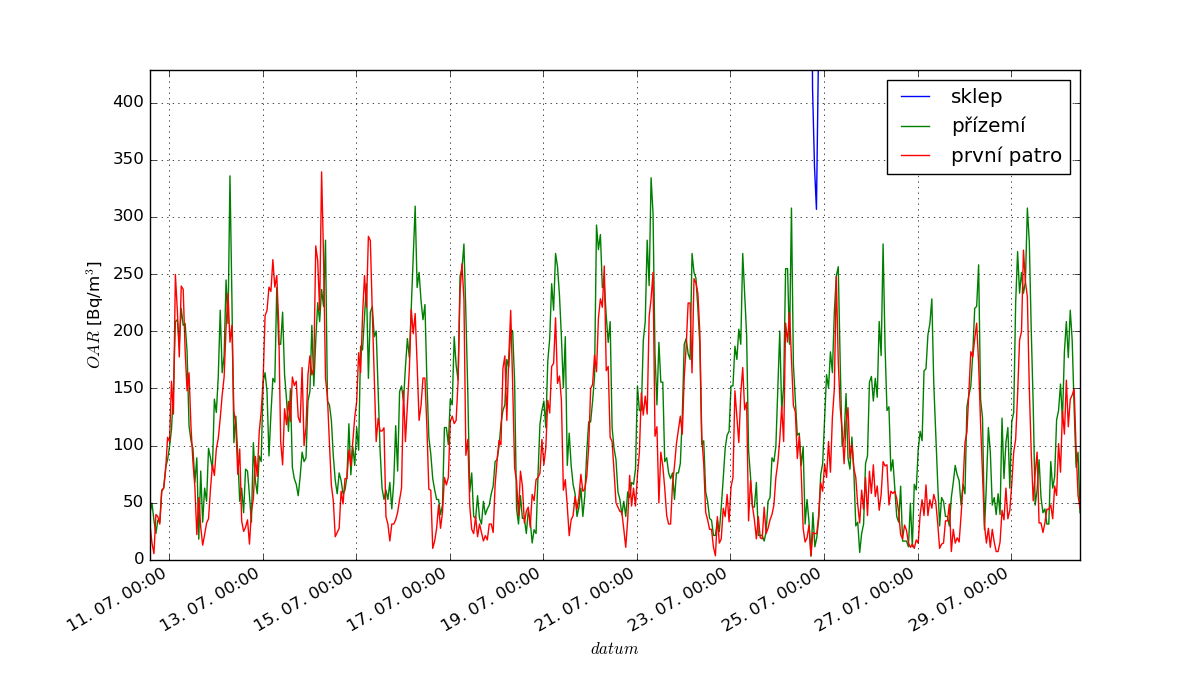 400
350
300
250
200
150
100
50
0
OAR [Bq/m³]
sklep
přízemí
první patro
11. 07. 00:00
13. 07. 00:00
15. 07. 00:00
17. 07. 00:00
19. 07. 00:00
21. 07. 00:00
23. 07. 00:00
25. 07. 00:00
27. 07. 00:00
29. 07. 00:00
datum